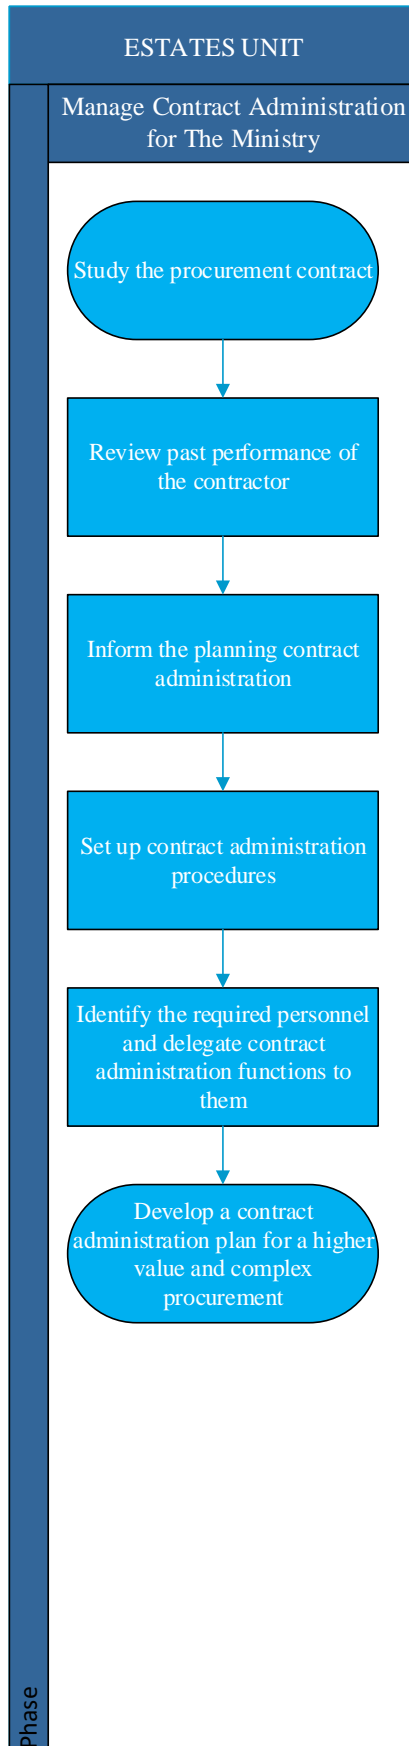 ESTATES UNIT
Manage Contract Administration
for The Ministry
Study the procurement contract
Review past performance of
the contractor
Inform the planning contract
administration
Set up contract administration
procedures
Identify the required personnel
and delegate contract
administration functions to
them
Develop a contract
administration plan for a higher
value and complex
procurement
Phase